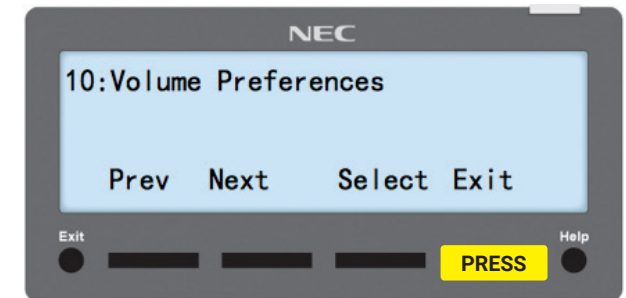 NEC
10:Volume Preferences
Prev Next Select Exit
Exit Help
PRESS